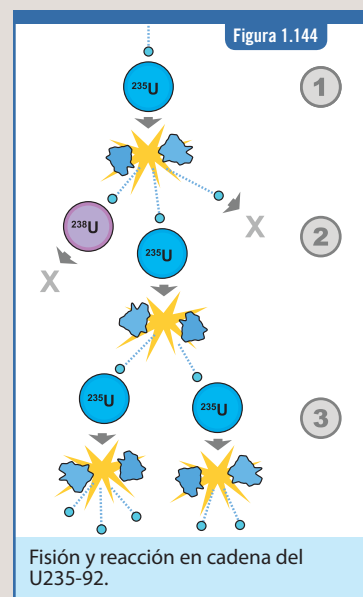 Figura 1.144
235U
1
238U
235U
X
2
X
235U
235U
3
Fisión y reacción en cadena del
U235-92.